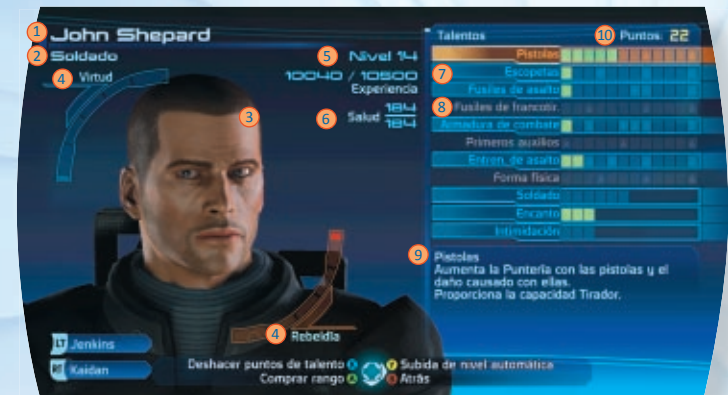 1 John Shepard
2 Soldado
4 Virtud
3
5 Nivel 14
10040 / 10500
Experiencia
6 Salud 184
184
4 Rebeldía
LT Jenkins
RT Kaidan
Talentos 10 Puntos: 22
Pistolas
7 Escopetas
Fusiles de asalto
8 Fusiles de francotir.
Armadura de combate
Primeros auxilios
Entren. de asalto
Forma física
Soldado
Encanto
Intimidación
9 Pistolas
Aumenta la Puntería con las pistolas y el
daño causado con ellas.
Proporciona la capacidad Tirador.
Deshacer puntos de talento X Y Subida de nivel automática
Comprar rango A B Atrás